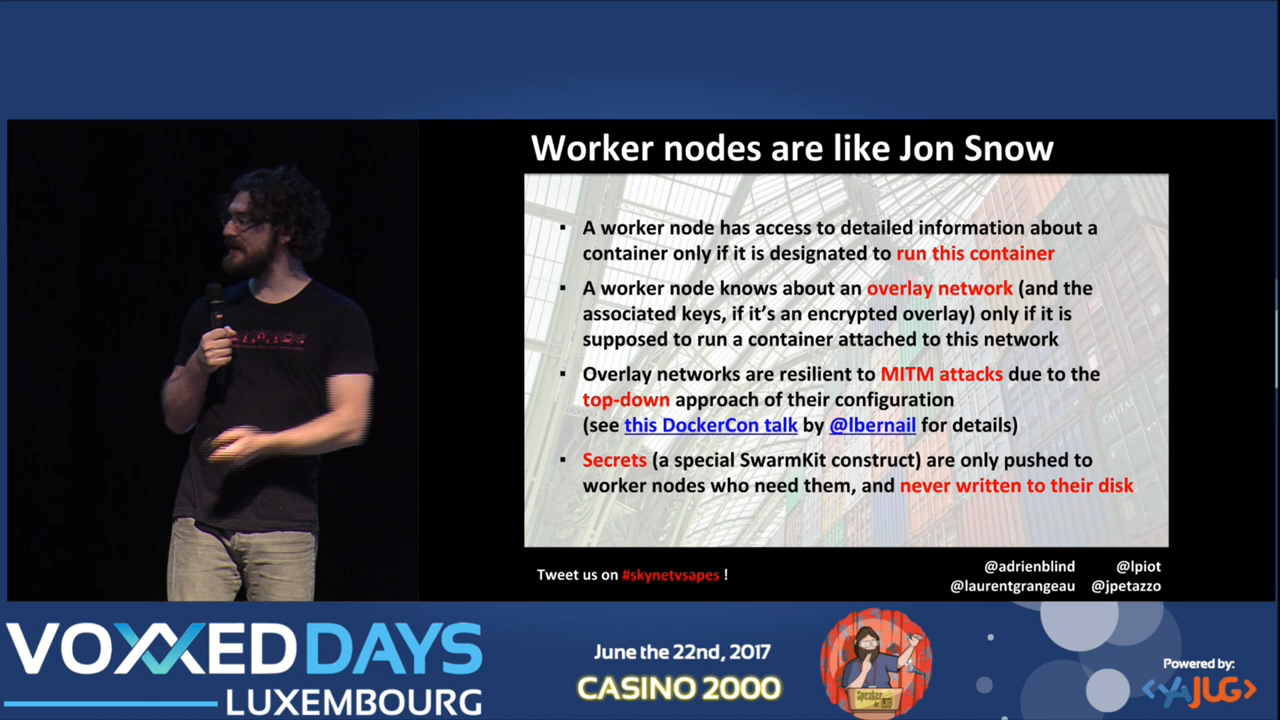 Worker nodes are like Jon Snow
▪ A worker node has access to detailed information about a
container only if it is designated to run this container
▪ A worker node knows about an overlay network (and the
associated keys, if it's an encrypted overlay) only if it is
supposed to run a container attached to this network
▪ Overlay networks are resilient to MITM attacks due to the
top-down approach of their configuration
(see this DockerCon talk by @lbernail for details)
▪ Secrets (a special SwarmKit construct) are only pushed to
worker nodes who need them, and never written to their disk
Tweet us on #skynetvsapes !
@adrienblind @lpiot
@laurentgrangeau @jpetazzo
VOXXED DAYS
LUXEMBOURG
June the 22nd, 2017
CASINO 2000
Speaker
Powered by:
<YAJUG>